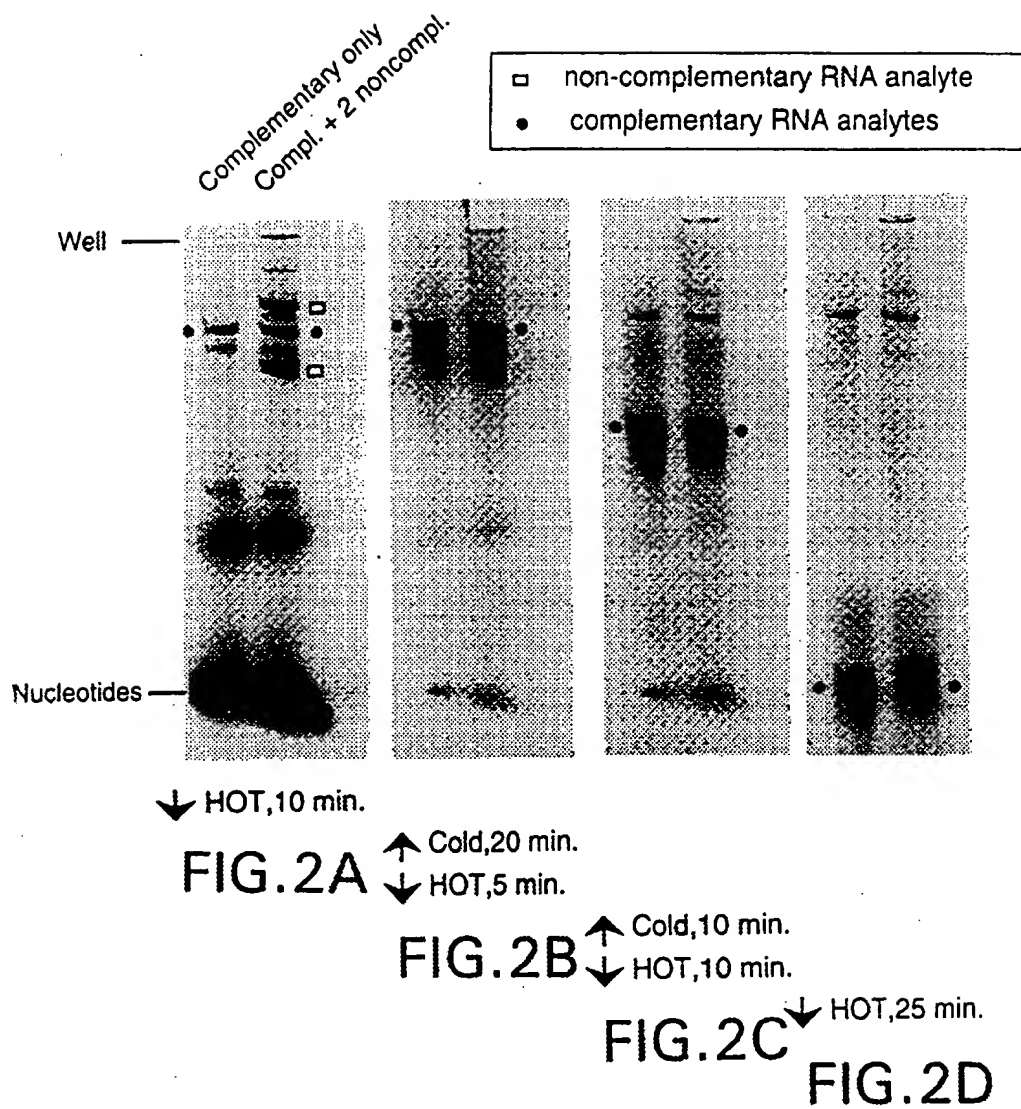 Complementary only
Compl. + 2 noncompl.
□ non-complementary RNA analyte
• complementary RNA analytes
Well
Nucleotides
↓ HOT,10 min.
FIG.2A
↑ Cold,20 min.
↓ HOT,5 min.
FIG.2B
↑ Cold,10 min.
↓ HOT,10 min.
FIG.2C
↓ HOT,25 min.
FIG.2D